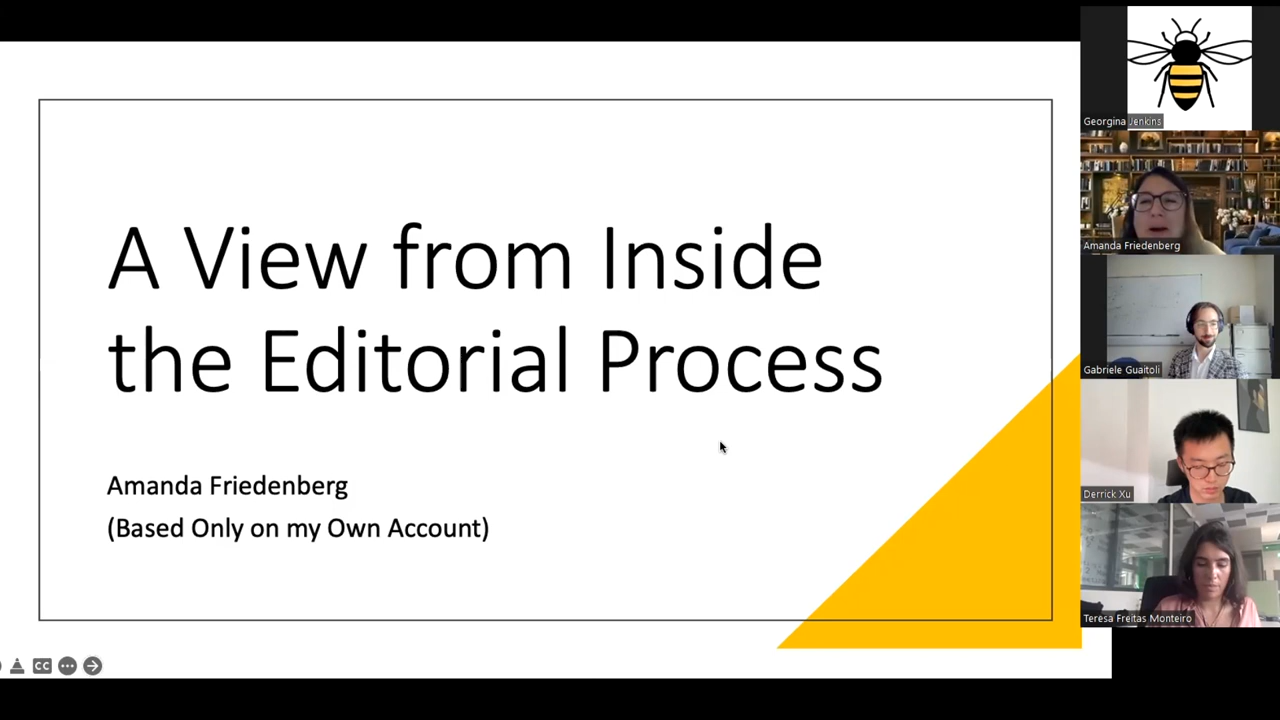 A View from Inside
the Editorial Process
Amanda Friedenberg
(Based Only on my Own Account)
CC
Georgina Jenkins
Amanda Friedenberg
Gabriele Guaitoli
Derrick Xu
Teresa Freitas Monteiro